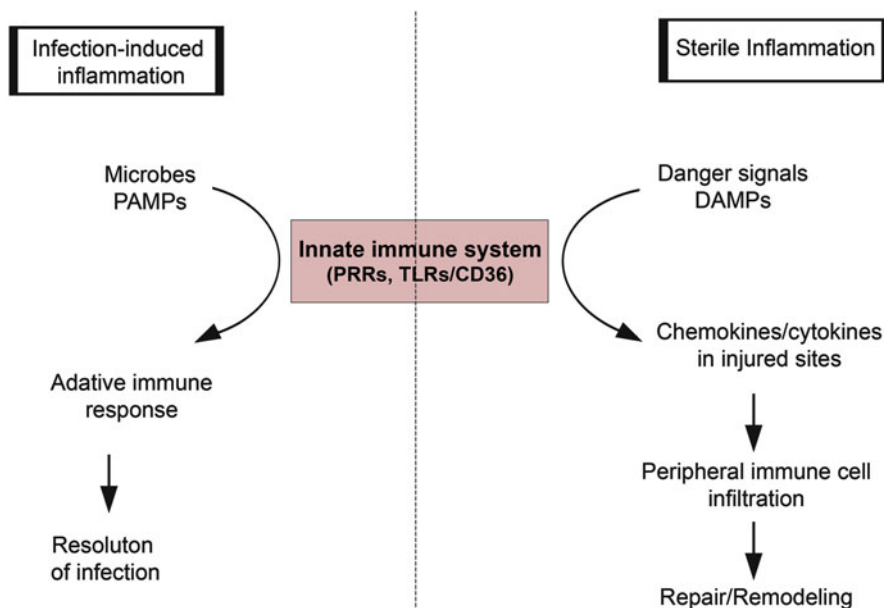 Infection-induced
inflammation
Sterile Inflammation
Microbes
PAMPs
Danger signals
DAMPs
Innate immune system
(PRRs, TLRs/CD36)
Adative immune
response
Chemokines/cytokines
in injured sites
Resoluton
of infection
Peripheral immune cell
infiltration
Repair/Remodeling